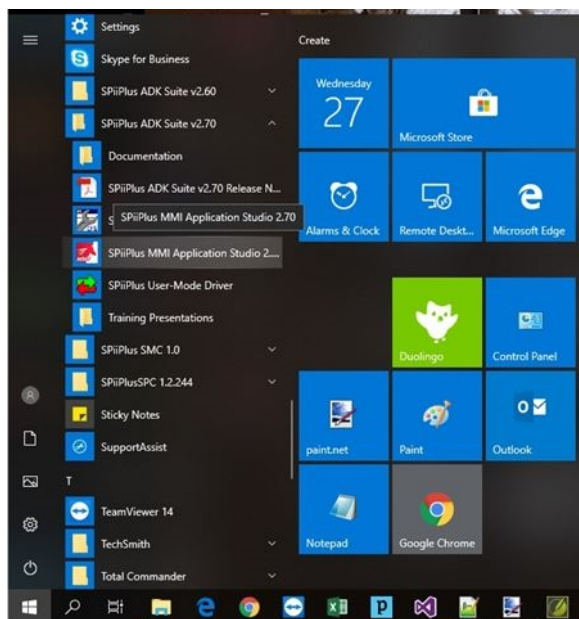 Settings
Skype for Business
SPiiPlus ADK Suite v2.60
SPiiPlus ADK Suite v2.70
Documentation
SPiiPlus ADK Suite v2.70 Release N...
SPiiPlus MMI Application Studio 2.70
SPiiPlus MMI Application Studio 2....
SPiiPlus User-Mode Driver
Training Presentations
SPiiPlus SMC 1.0
SPiiPlusSPC 1.2.244
Sticky Notes
SupportAssist
T
TeamViewer 14
TechSmith
Total Commander
Create
Wednesday
27
Microsoft Store
Alarms & Clock
Remote Deskt...
Microsoft Edge
Duolingo
Control Panel
paint.net
Paint
Outlook
Notepad
Google Chrome